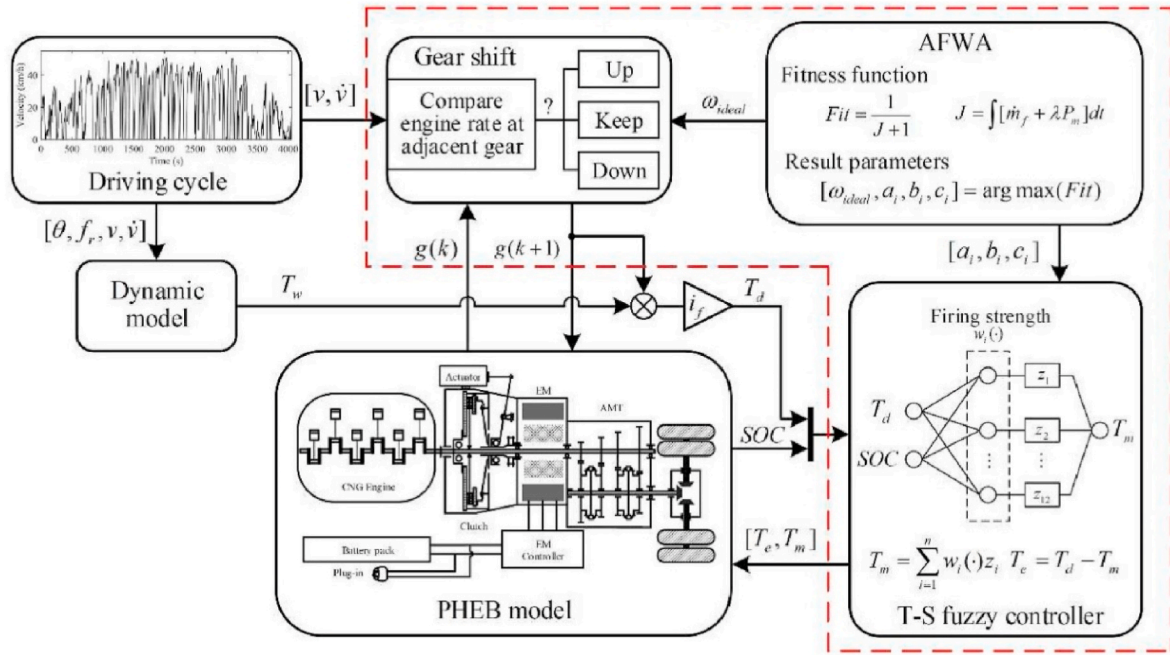 Velocity (km/h)
40
20
0
0 500 1000 1500 2000 2500 3000 3500 4000
Time (s)
Driving cycle
[v, v̇]
Gear shift
Compare
engine rate at
adjacent gear
?
Up
Keep
Down
ω_ideal
AFWA
Fitness function
Fit = 1/(J+1) J = ∫[ṁ_f + λP_m]dt
Result parameters
[ω_ideal, a_i, b_i, c_i] = arg max(Fit)
[θ, f_r, v, v̇]
g(k)
g(k+1)
[a_i, b_i, c_i]
Dynamic
model
T_w
i_f
T_d
Firing strength
w_i(·)
z_1
T_d
z_2
T_m
SOC
⋮ ⋮
z_12
T_m = ∑_{i=1}^{n} w_i(·)z_i T_e = T_d − T_m
T-S fuzzy controller
SOC
[T_e, T_m]
Actuator
EM
AMT
CNG Engine
Clutch
Battery pack
EM
Controller
Plug-in
PHEB model